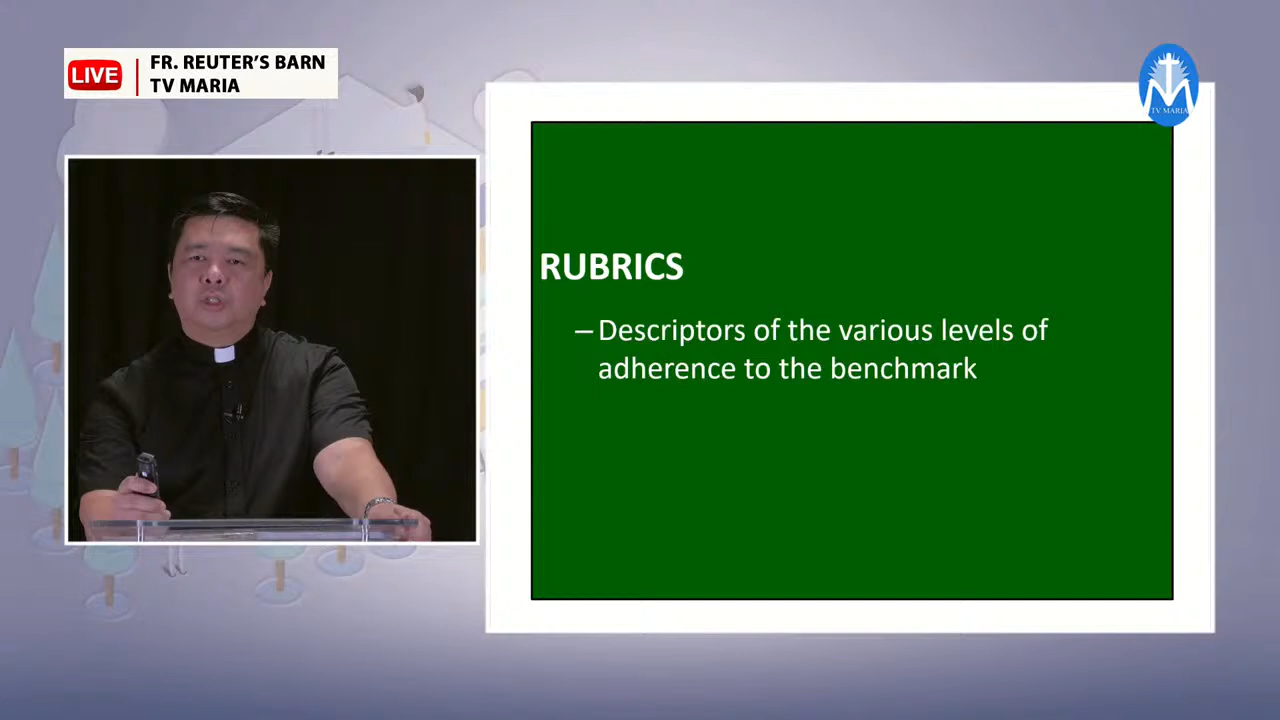 LIVE
FR. REUTER'S BARN
TV MARIA
TV MARIA
RUBRICS
–Descriptors of the various levels of
adherence to the benchmark